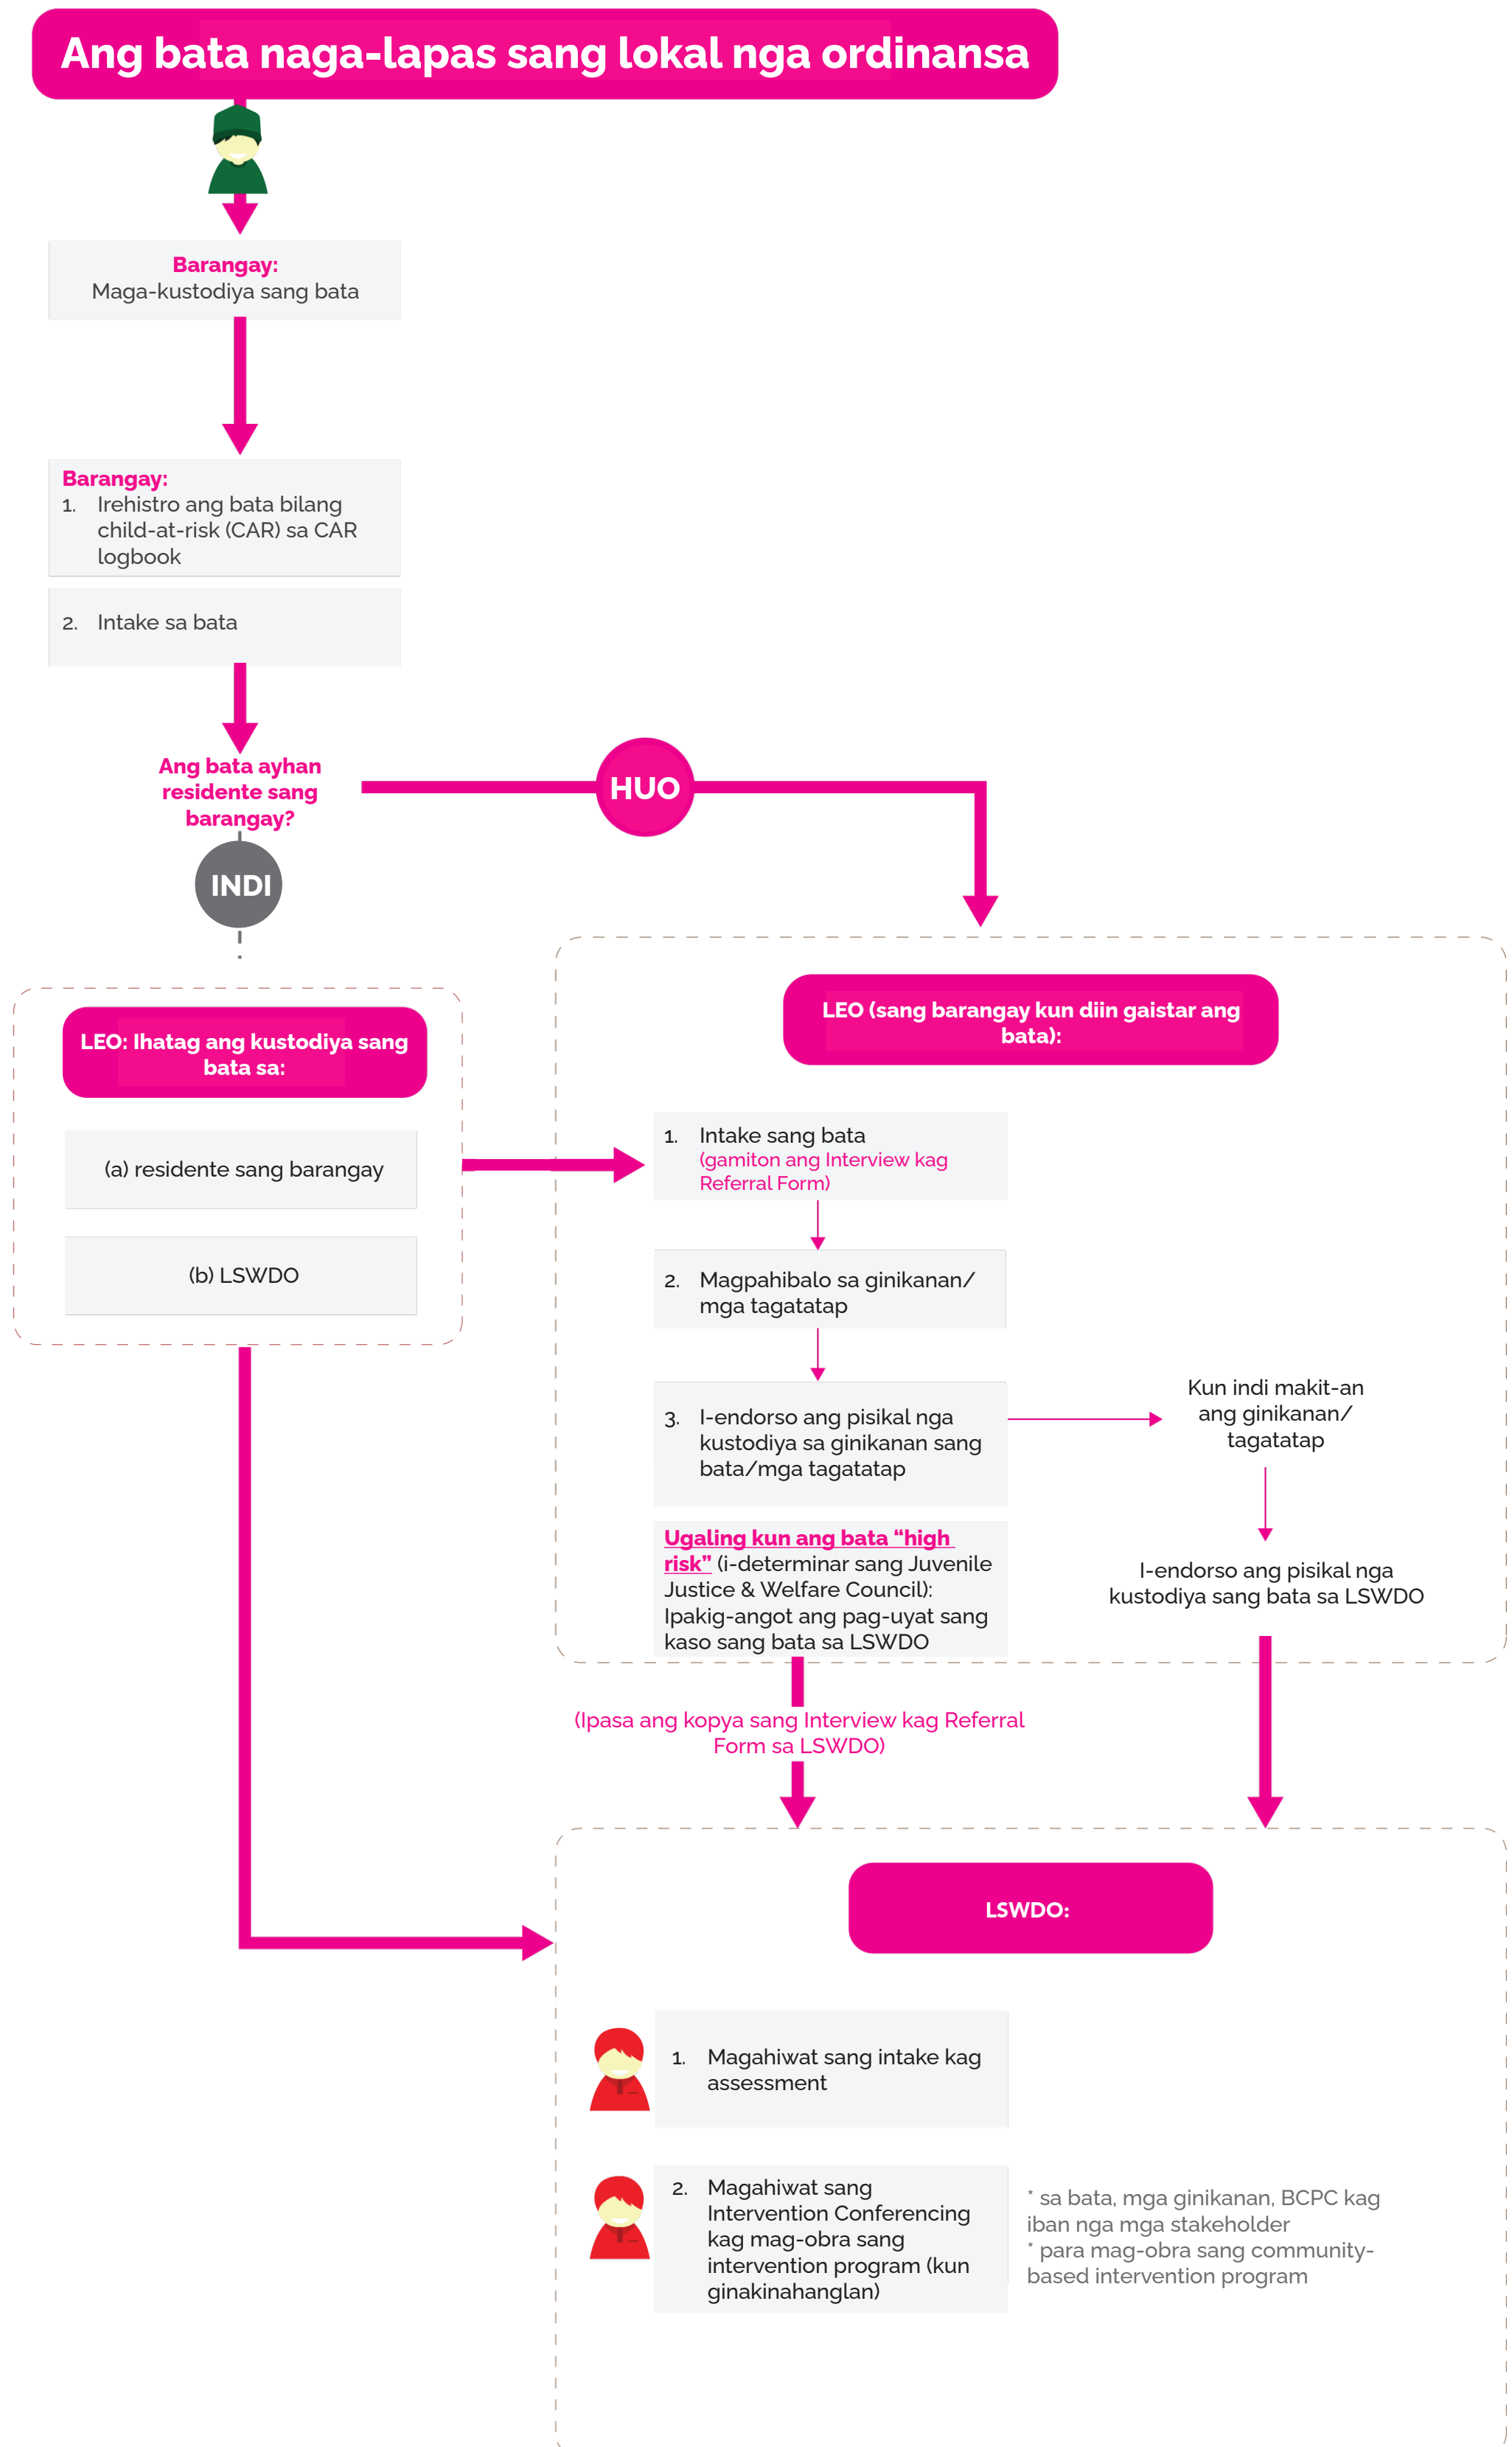 Ang bata naga-lapas sang lokal nga ordinansa
Barangay:
Maga-kustodiya sang bata
Barangay:
1. Irehistro ang bata bilang
child-at-risk (CAR) sa CAR
logbook
2. Intake sa bata
Ang bata ayhan
residente sang
barangay?
HUO
INDI
LEO: Ihatag ang kustodiya sang
bata sa:
(a) residente sang barangay
(b) LSWDO
LEO (sang barangay kun diin gaistar ang
bata):
1. Intake sang bata
(gamiton ang Interview kag
Referral Form)
2. Magpahibalo sa ginikanan/
mga tagatatap
3. I-endorso ang pisikal nga
kustodiya sa ginikanan sang
bata/mga tagatatap
Kun indi makit-an
ang ginikanan/
tagatatap
I-endorso ang pisikal nga
kustodiya sang bata sa LSWDO
Ugaling kun ang bata “high
risk” (i-determinar sang Juvenile
Justice & Welfare Council):
Ipakig-angot ang pag-uyat sang
kaso sang bata sa LSWDO
(Ipasa ang kopya sang Interview kag Referral
Form sa LSWDO)
LSWDO:
1. Magahiwat sang intake kag
assessment
2. Magahiwat sang
Intervention Conferencing
kag mag-obra sang
intervention program (kun
ginakinahanglan)
* sa bata, mga ginikanan, BCPC kag
iban nga mga stakeholder
* para mag-obra sang community-
based intervention program